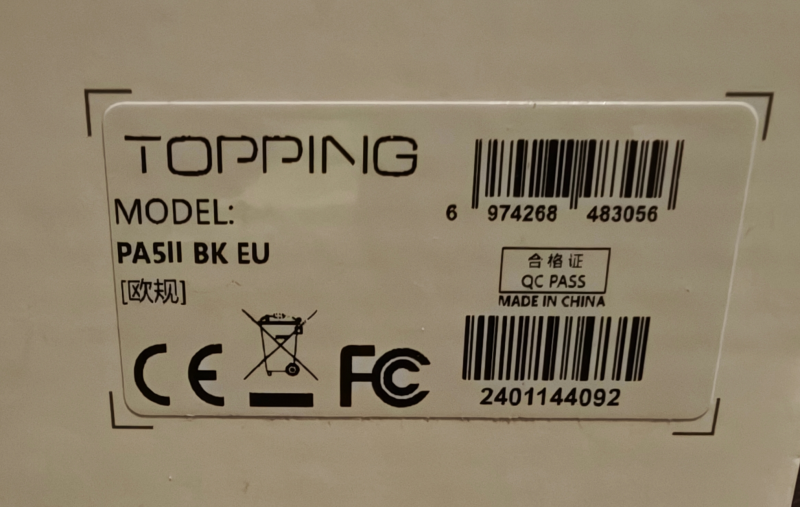 TOPPING
MODEL:
PA5II BK EU
[欧规]
CE FC
6 974268 483056
合格证
QC PASS
MADE IN CHINA
2401144092